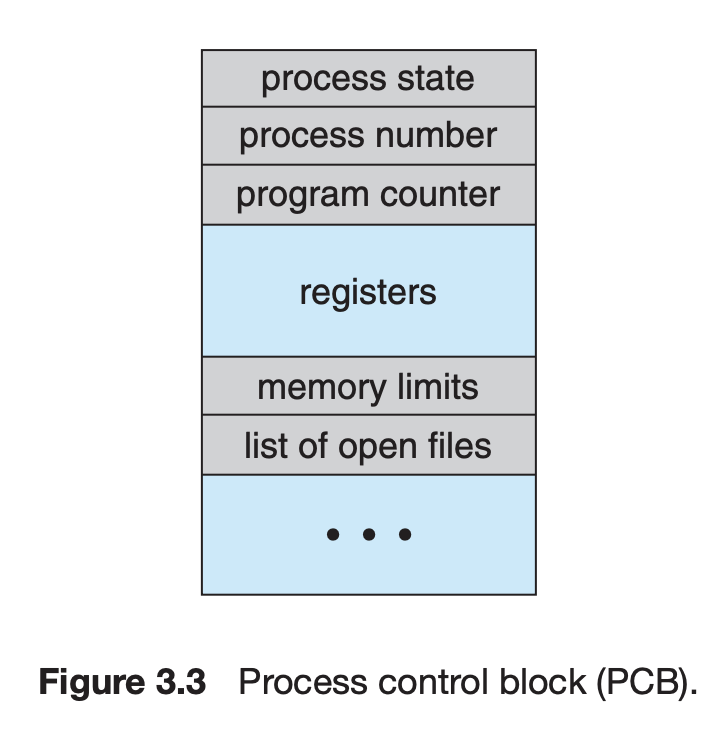 process state
process number
program counter
registers
memory limits
list of open files
• • •
Figure 3.3 Process control block (PCB).